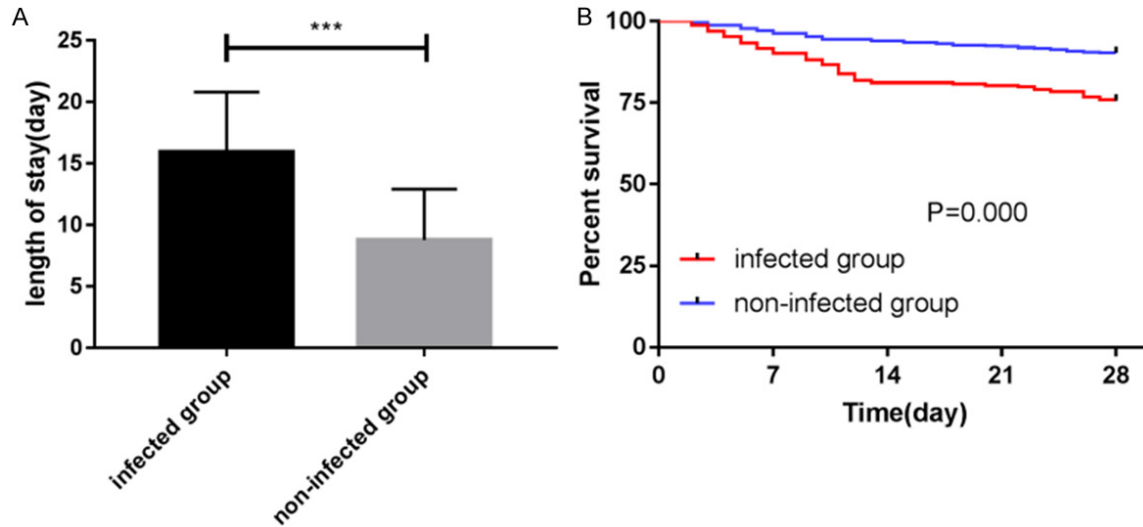 A
***
length of stay(day)
25
20
15
10
5
0
infected group
non-infected group
B
Percent survival
100
75
50
25
0
P=0.000
infected group
non-infected group
0 7 14 21 28
Time(day)